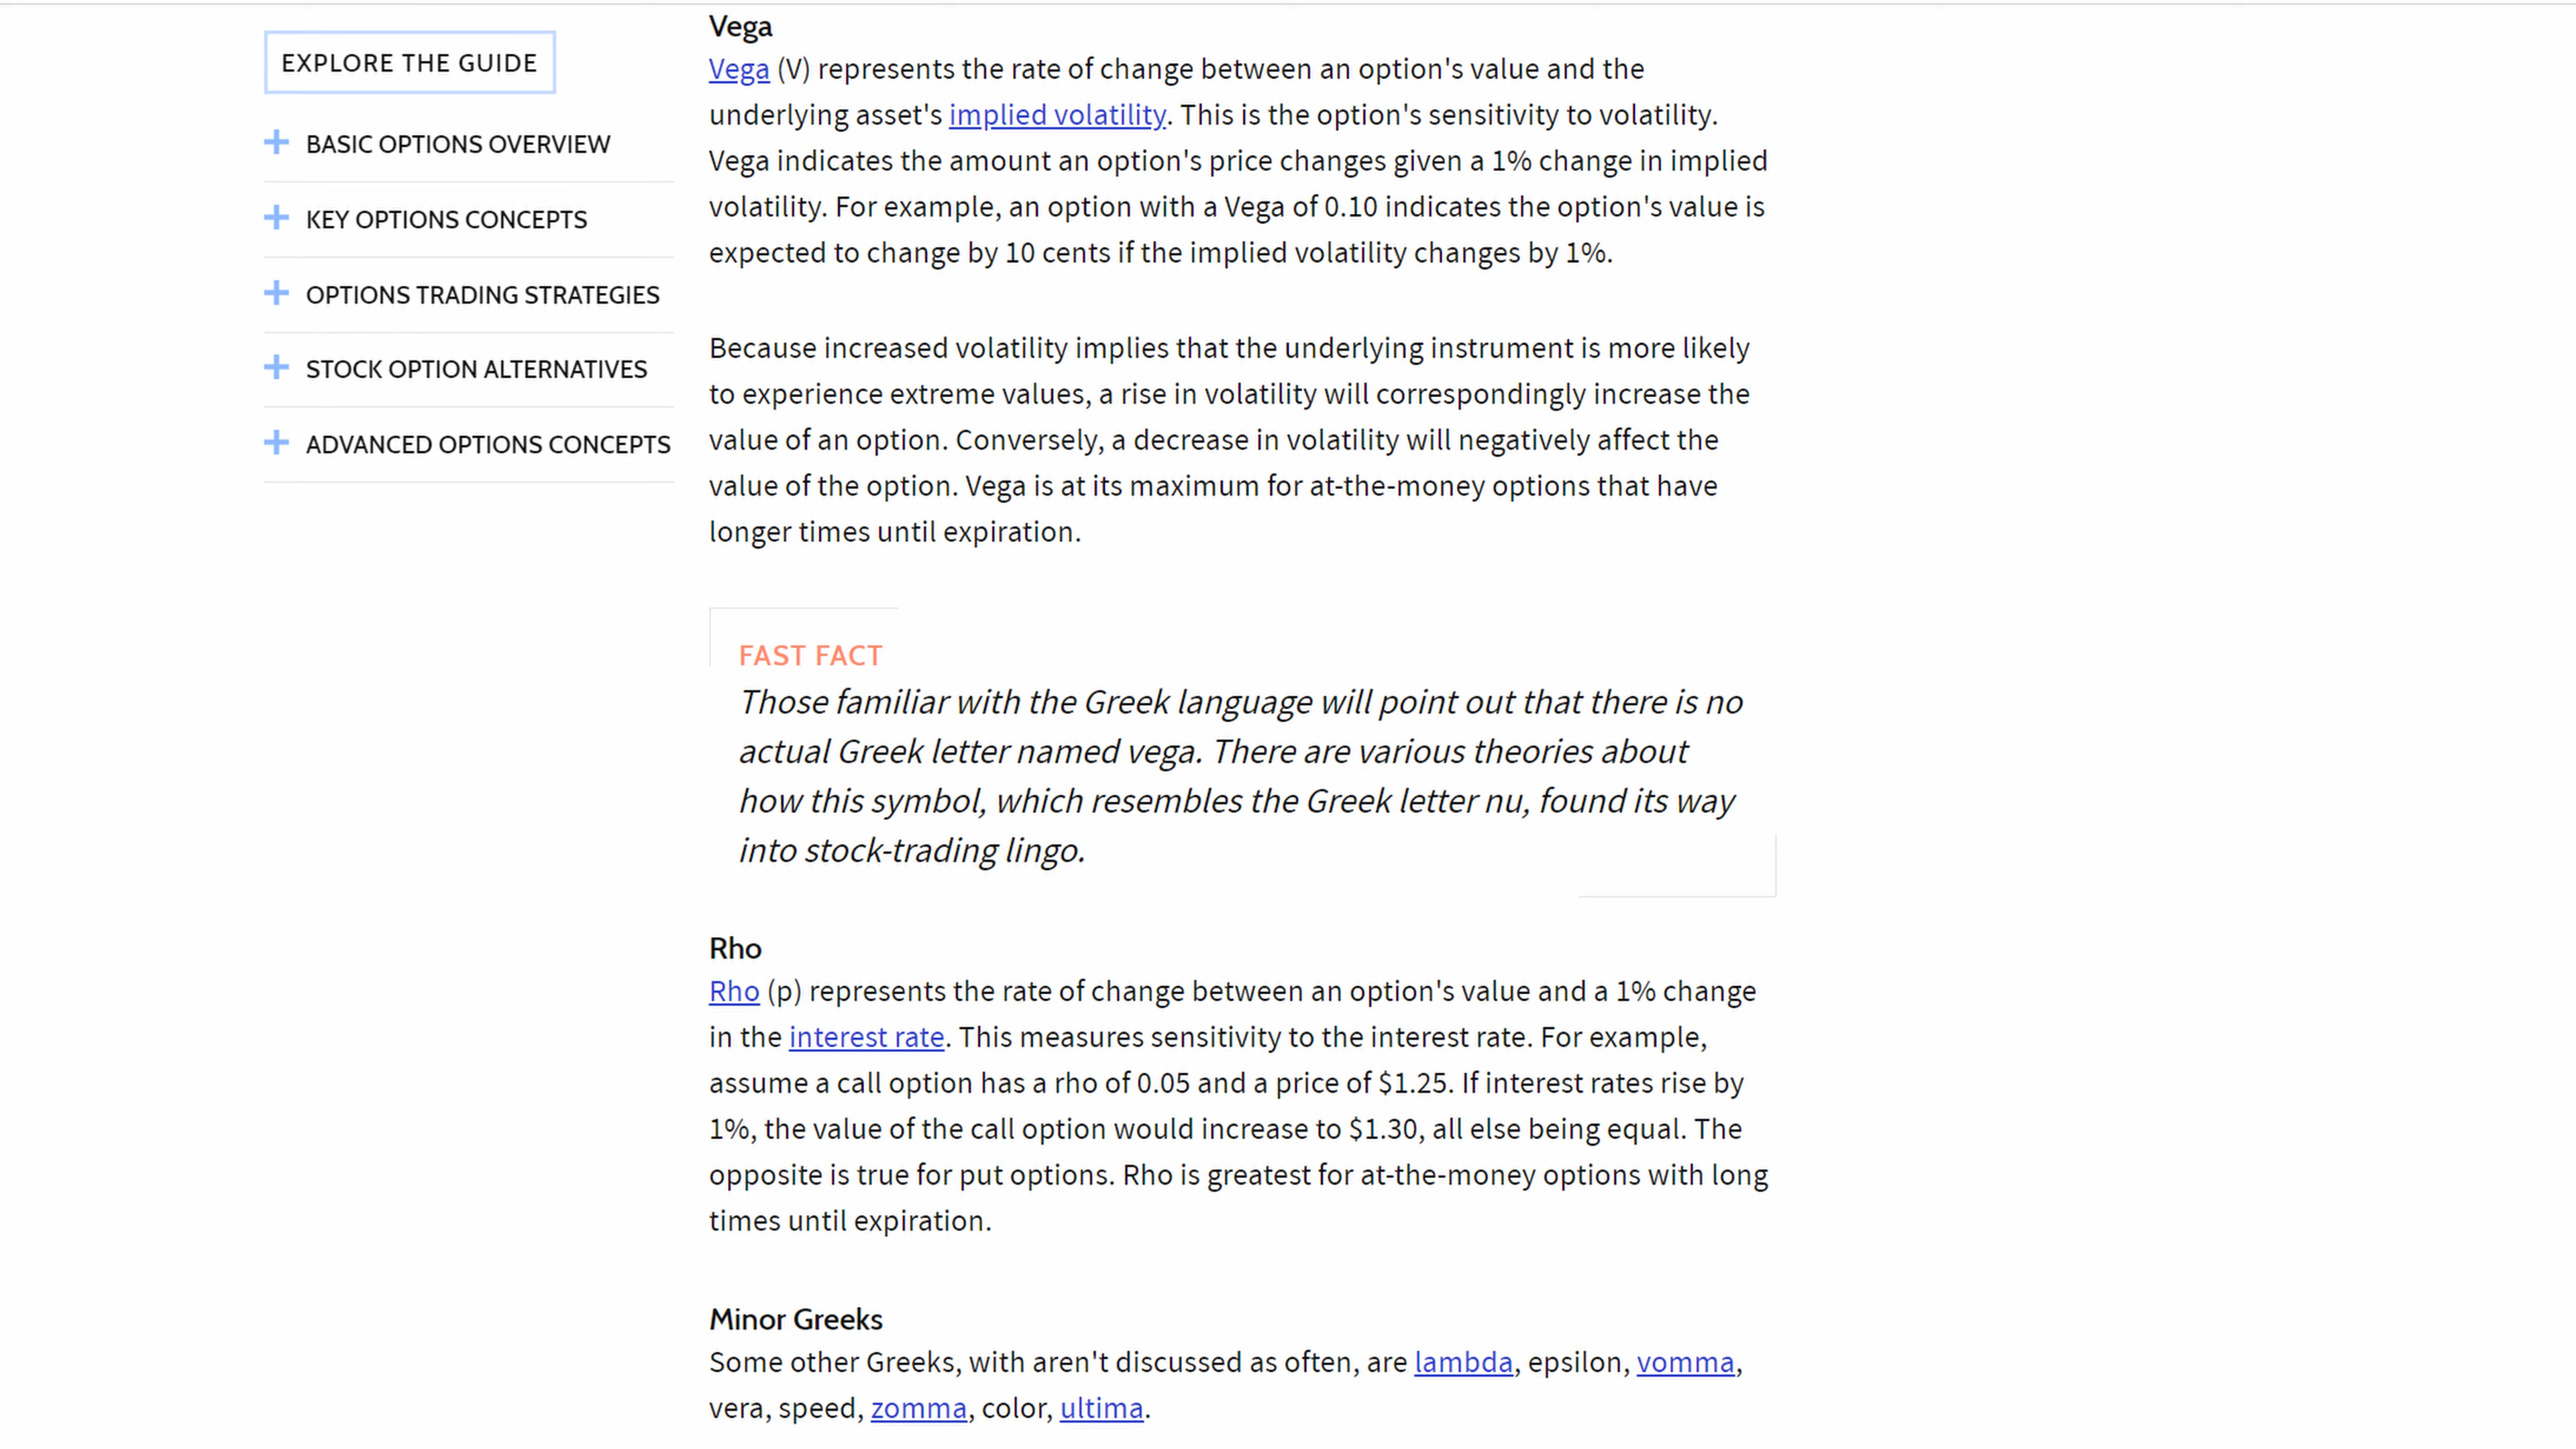 EXPLORE THE GUIDE
BASIC OPTIONS OVERVIEW
KEY OPTIONS CONCEPTS
OPTIONS TRADING STRATEGIES
STOCK OPTION ALTERNATIVES
ADVANCED OPTIONS CONCEPTS
Vega
Vega (V) represents the rate of change between an option's value and the
underlying asset's implied volatility. This is the option's sensitivity to volatility.
Vega indicates the amount an option's price changes given a 1% change in implied
volatility. For example, an option with a Vega of 0.10 indicates the option's value is
expected to change by 10 cents if the implied volatility changes by 1%.
Because increased volatility implies that the underlying instrument is more likely
to experience extreme values, a rise in volatility will correspondingly increase the
value of an option. Conversely, a decrease in volatility will negatively affect the
value of the option. Vega is at its maximum for at-the-money options that have
longer times until expiration.
FAST FACT
Those familiar with the Greek language will point out that there is no
actual Greek letter named vega. There are various theories about
how this symbol, which resembles the Greek letter nu, found its way
into stock-trading lingo.
Rho
Rho (p) represents the rate of change between an option's value and a 1% change
in the interest rate. This measures sensitivity to the interest rate. For example,
assume a call option has a rho of 0.05 and a price of $1.25. If interest rates rise by
1%, the value of the call option would increase to $1.30, all else being equal. The
opposite is true for put options. Rho is greatest for at-the-money options with long
times until expiration.
Minor Greeks
Some other Greeks, with aren't discussed as often, are lambda, epsilon, vomma,
vera, speed, zomma, color, ultima.